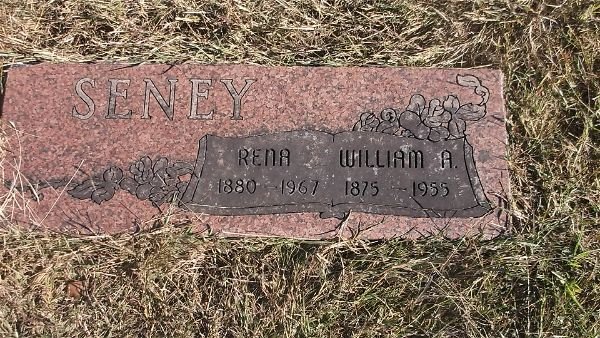 SENEY
RENA WILLIAM A.
1880 - 1967 1875 - 1955